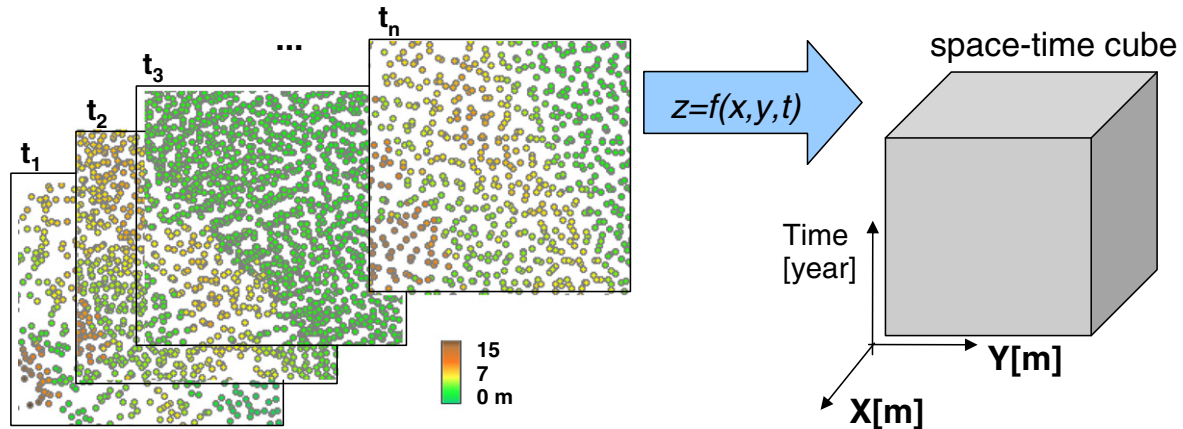 t1
t2
t3
...
tn
z=f(x,y,t)
space-time cube
Time
[year]
Y[m]
X[m]
15
7
0 m